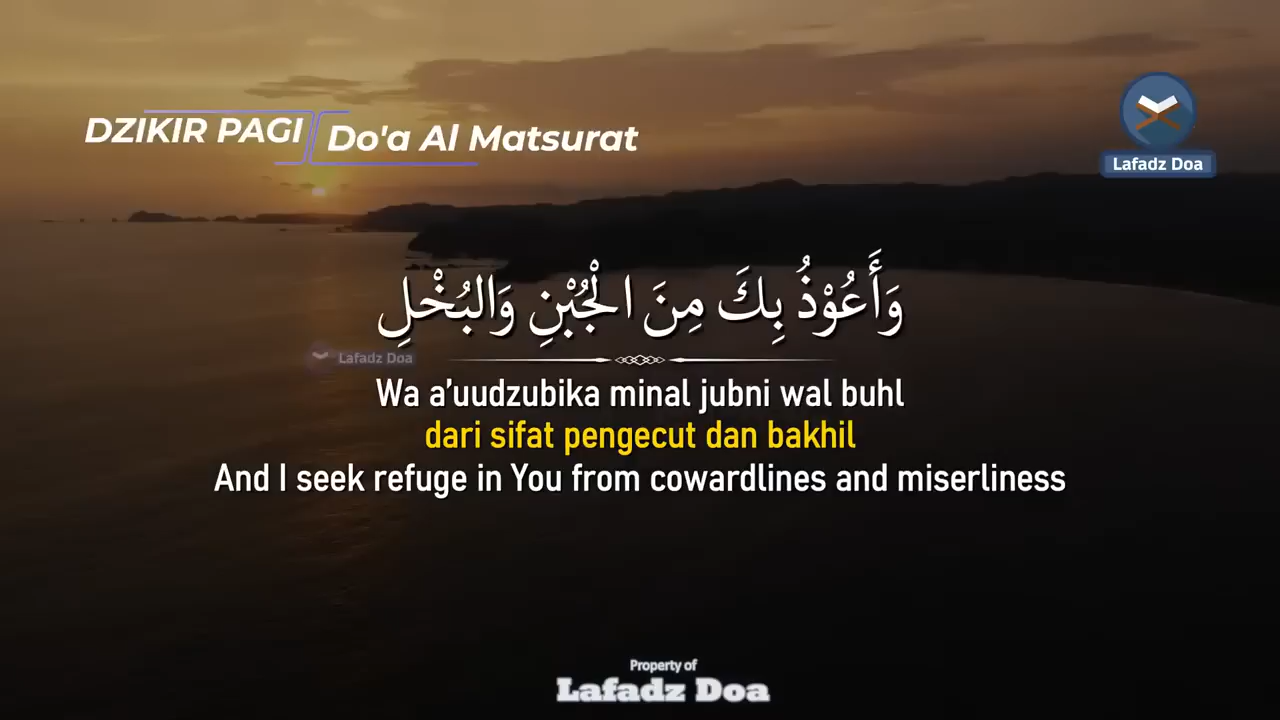 DZIKIR PAGI
Do'a Al Matsurat
Lafadz Doa
وَأَعُوْذُ بِكَ مِنَ الْجُبْنِ وَالبُخْلِ
Lafadz Doa
Wa a’uudzubika minal jubni wal buhl
dari sifat pengecut dan bakhil
And I seek refuge in You from cowardlines and miserliness
Property of
Lafadz Doa